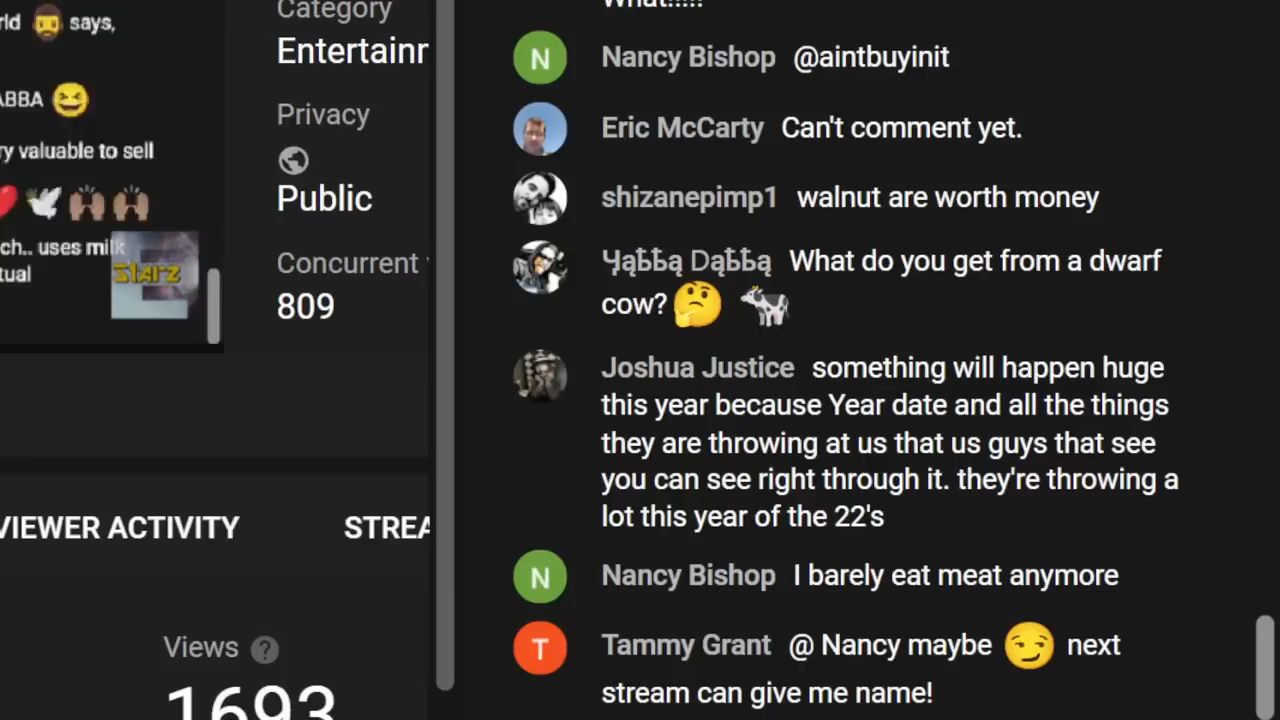 rld 🧔 says,
ABBA 😆
ry valuable to sell
ch.. uses milk
tual
Starz
Category
Entertainr
Privacy
Public
Concurrent
809
VIEWER ACTIVITY
STREA
Views
1693
What!!!!!
N Nancy Bishop @aintbuyinit
Eric McCarty Can't comment yet.
shizanepimp1 walnut are worth money
Ⴗąѣѣą Dąѣѣą What do you get from a dwarf
cow?🤔 🐄
Joshua Justice something will happen huge
this year because Year date and all the things
they are throwing at us that us guys that see
you can see right through it. they're throwing a
lot this year of the 22's
N Nancy Bishop I barely eat meat anymore
T Tammy Grant @ Nancy maybe 😏 next
stream can give me name!